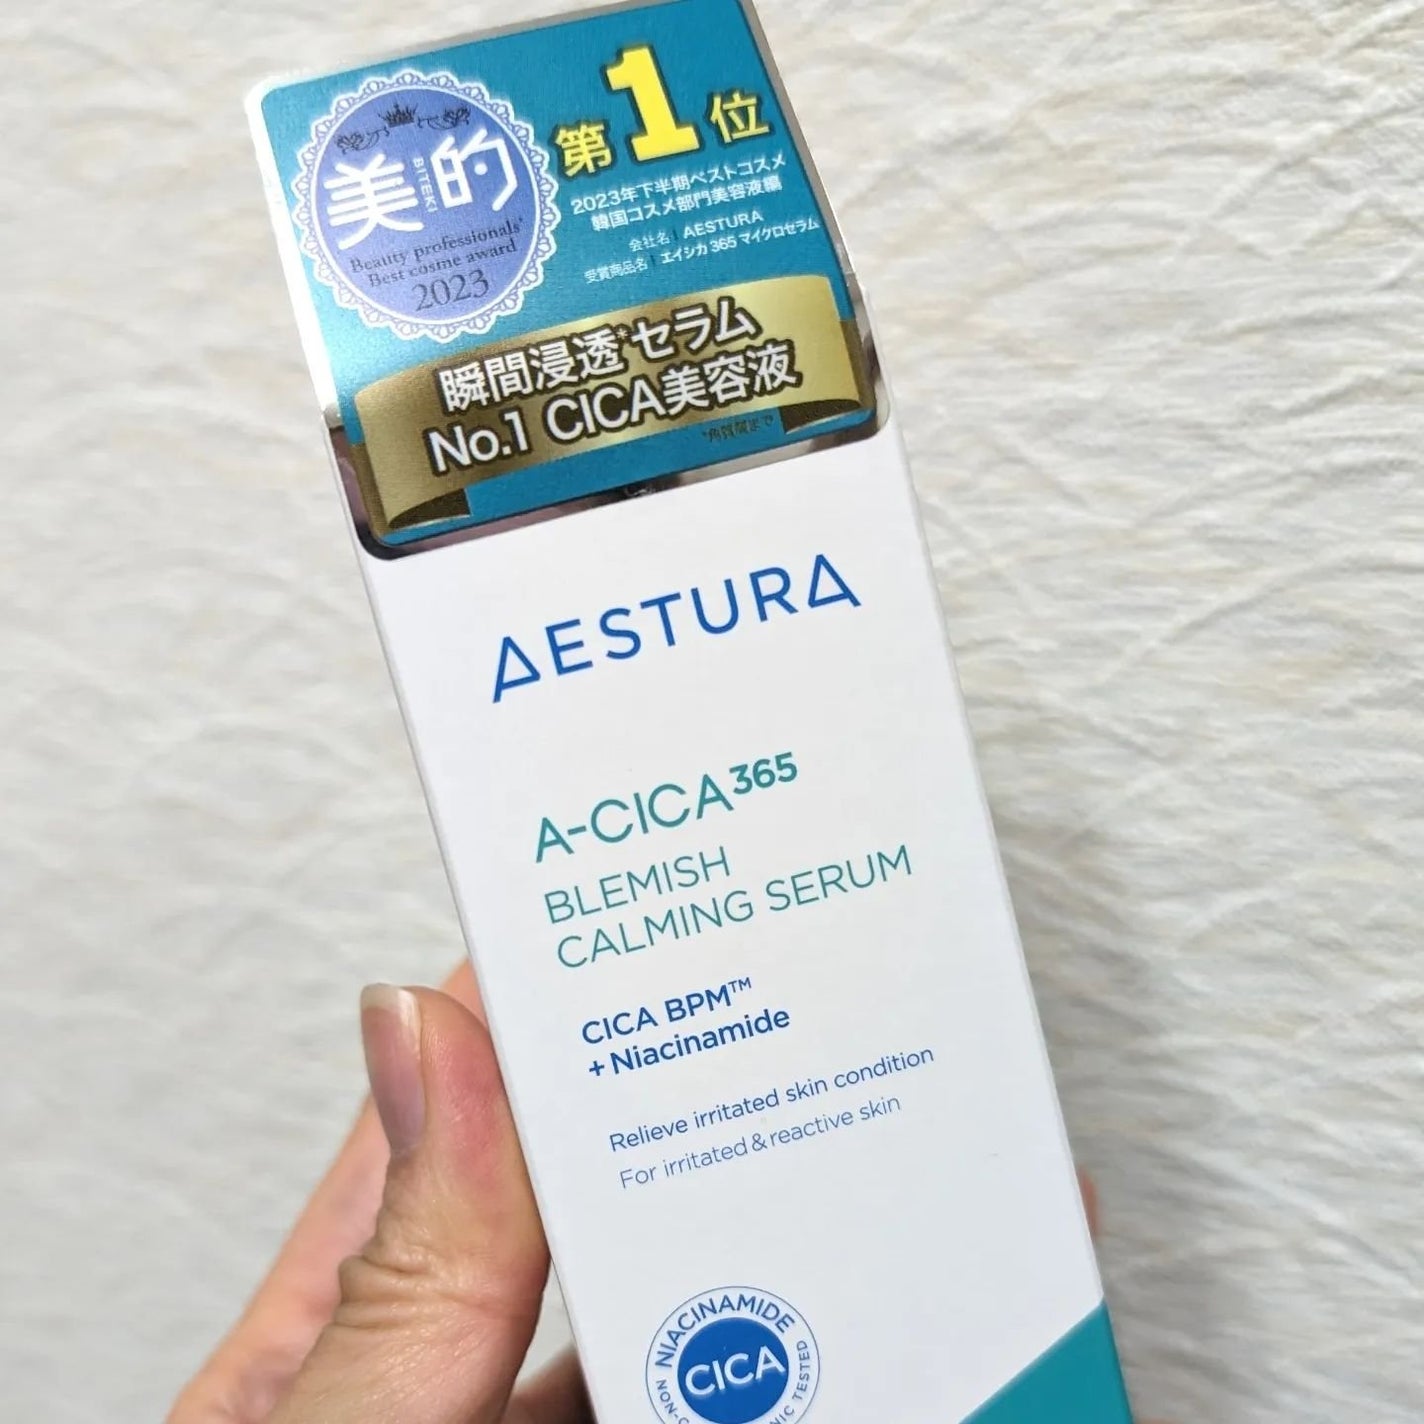 美的
BITEKI
Beauty professionals'
Best cosme award
2023
第1位
2023年下半期ベストコスメ
韓国コスメ部門美容液編
会社名 | AESTURA
受賞商品名 | エイシカ365マイクロセラム
瞬間浸透*セラム
No.1 CICA美容液
*角質層まで
AESTURA
A-CICA365
BLEMISH
CALMING SERUM
CICA BPM™
+ Niacinamide
Relieve irritated skin condition
For irritated & reactive skin
NIACINAMIDE
CICA
TESTED